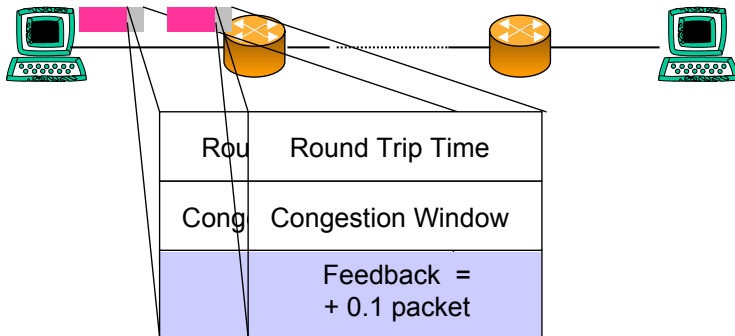 Rou
Round Trip Time
Cong
Congestion Window
Feedback =
+ 0.1 packet